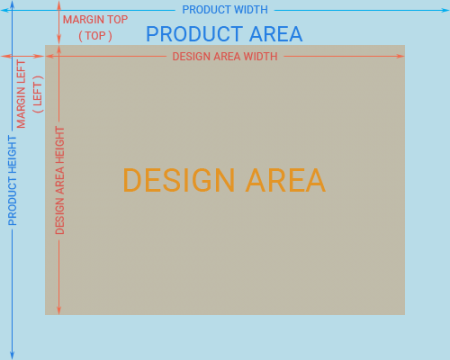 PRODUCT WIDTH
MARGIN TOP
( TOP )
PRODUCT AREA
DESIGN AREA WIDTH
MARGIN LEFT
( LEFT )
PRODUCT HEIGHT
DESIGN AREA HEIGHT
DESIGN AREA